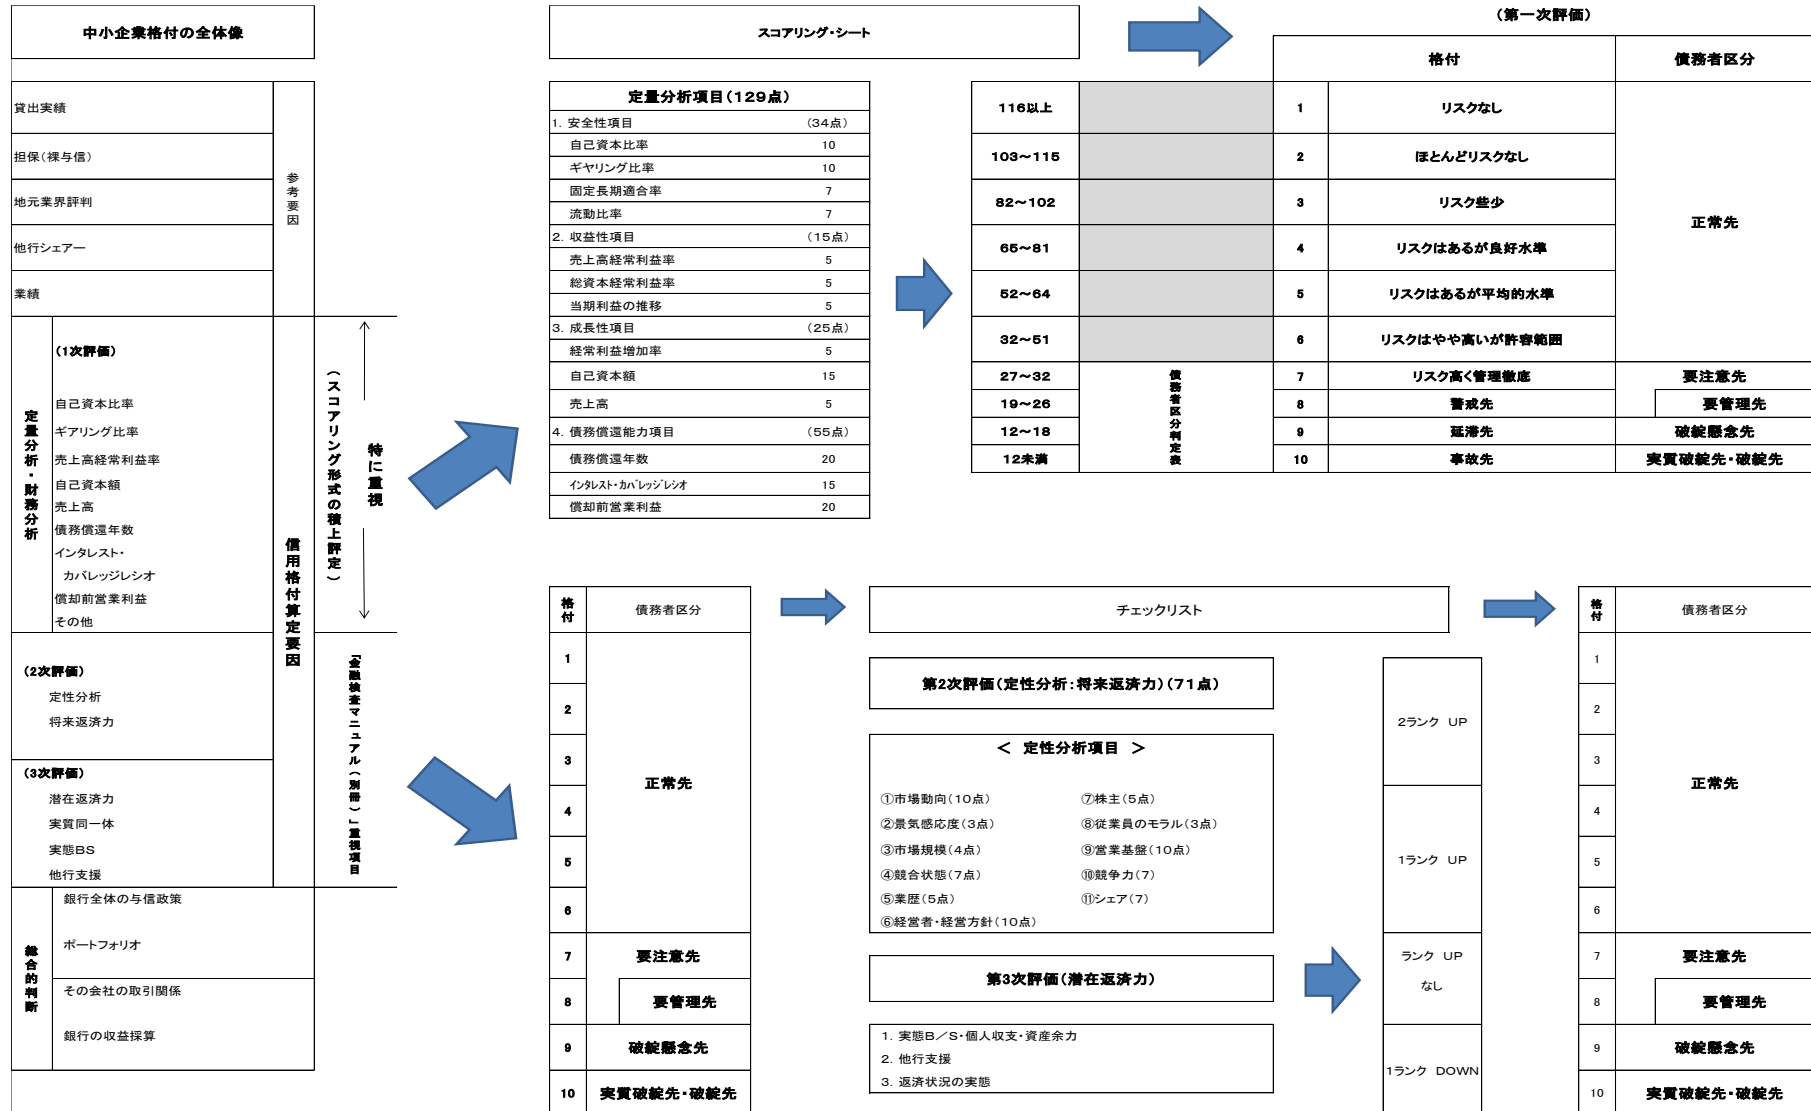 中小企業格付の全体像
貸出実績
担保(裸与信)
地元業界評判
他行シェアー
業績
参考要因
定量分析・財務分析
(1次評価)
自己資本比率
ギアリング比率
売上高経常利益率
自己資本額
売上高
債務償還年数
インタレスト・
カバレッジレシオ
償却前営業利益
その他
(2次評価)
定性分析
将来返済力
(3次評価)
潜在返済力
実質同一体
実態BS
他行支援
信用格付算定要因
(スコアリング形式の積上評定)
特に重視
「金融検査マニュアル(別冊)」重視項目
総合的判断
銀行全体の与信政策
ポートフォリオ
その会社の取引関係
銀行の収益採算
スコアリング・シート
定量分析項目(129点)
1. 安全性項目 (34点)
自己資本比率 10
ギヤリング比率 10
固定長期適合率 7
流動比率 7
2. 収益性項目 (15点)
売上高経常利益率 5
総資本経常利益率 5
当期利益の推移 5
3. 成長性項目 (25点)
経常利益増加率 5
自己資本額 15
売上高 5
4. 債務償還能力項目 (55点)
債務償還年数 20
インタレスト・カバレッジレシオ 15
償却前営業利益 20
(第一次評価)
格付 債務者区分
116以上 1 リスクなし
103~115 2 ほとんどリスクなし
82~102 3 リスク些少
65~81 4 リスクはあるが良好水準
52~64 5 リスクはあるが平均的水準
32~51 6 リスクはやや高いが許容範囲
正常先
27~32 7 リスク高く管理徹底 要注意先
19~26 8 警戒先 要管理先
12~18 9 延滞先 破綻懸念先
12未満 10 事故先 実質破綻先・破綻先
債務者区分判定表
格付 債務者区分
1
2
3
4
5
6
正常先
7 要注意先
8 要管理先
9 破綻懸念先
10 実質破綻先・破綻先
チェックリスト
第2次評価(定性分析:将来返済力)(71点)
< 定性分析項目 >
①市場動向(10点)
②景気感応度(3点)
③市場規模(4点)
④競合状態(7点)
⑤業歴(5点)
⑥経営者・経営方針(10点)
⑦株主(5点)
⑧従業員のモラル(3点)
⑨営業基盤(10点)
⑩競争力(7)
⑪シェア(7)
第3次評価(潜在返済力)
1. 実態B/S・個人収支・資産余力
2. 他行支援
3. 返済状況の実態
2ランク UP
1ランク UP
ランク UP
なし
1ランク DOWN
格付 債務者区分
1
2
3
4
5
6
正常先
7 要注意先
8 要管理先
9 破綻懸念先
10 実質破綻先・破綻先